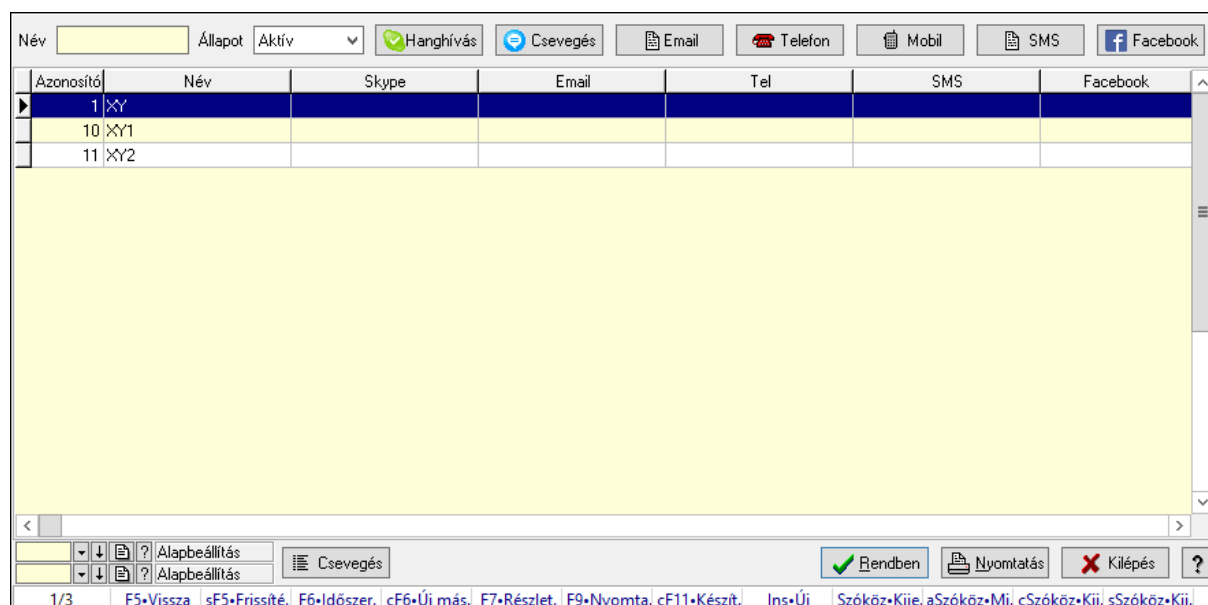 Név Állapot Aktív Hanghívás Csevegés Email Telefon Mobil SMS Facebook
Azonosító Név Skype Email Tel SMS Facebook
1 XY
10 XY1
11 XY2
? Alapbeállítás
? Alapbeállítás
Csevegés Rendben Nyomtatás Kilépés ?
1/3 F5•Vissza sF5•Frissíté. F6•Időszer. cF6•Új más. F7•Részlet. F9•Nyomta. cF11•Készít. Ins•Új Szóköz•Kije. aSzóköz•Mi. cSzóköz•Kij. sSzóköz•Kij.